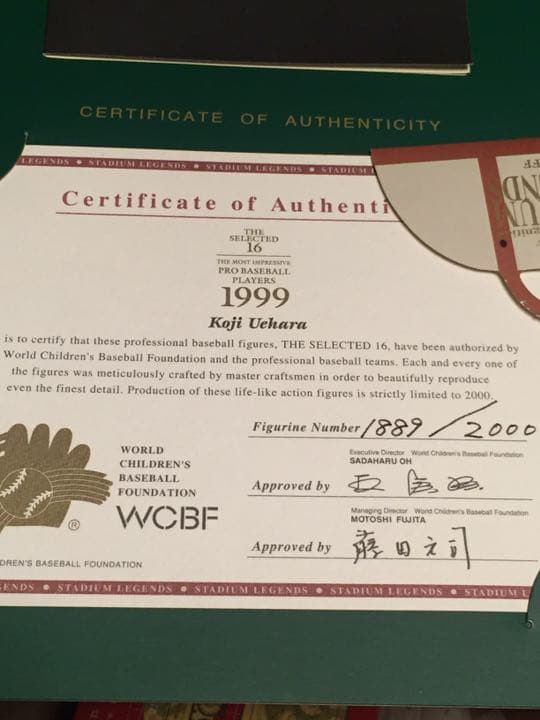 CERTIFICATE OF AUTHENTICITY
LEGENDS • STADIUM LEGENDS • STADIUM LEGENDS • STADIUM
Certificate of Authenti
THE
SELECTED
16
THE MOST IMPRESSIVE
PRO BASEBALL
PLAYERS
1999
Koji Uehara
is to certify that these professional baseball figures, THE SELECTED 16, have been authorized by
World Children's Baseball Foundation and the professional baseball teams. Each and every one of
the figures was meticulously crafted by master craftsmen in order to beautifully reproduce
even the finest detail. Production of these life-like action figures is strictly limited to 2000.
Figurine Number 1889/2000
WORLD
CHILDREN'S
BASEBALL
FOUNDATION
WCBF
®
Executive Director World Children's Baseball Foundation
SADAHARU OH
Approved by 王 貞治
Managing Director World Children's Baseball Foundation
MOTOSHI FUJITA
Approved by 藤田元司
DREN'S BASEBALL FOUNDATION
GENDS • STADIUM LEGENDS • STADIUM LEGENDS • STADIUM LEGENDS • STADIUM L